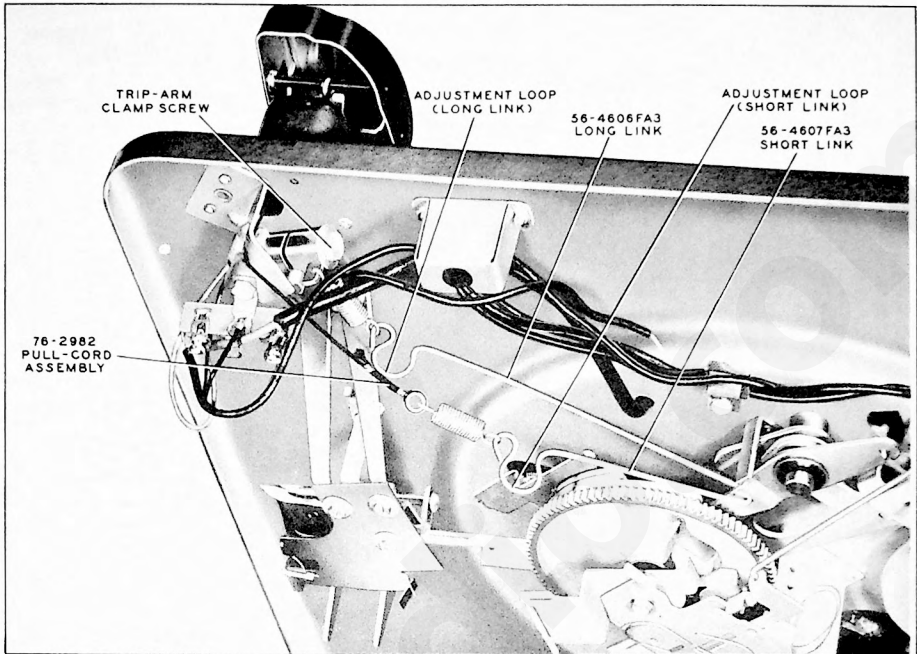 TRIP-ARM
CLAMP SCREW
ADJUSTMENT LOOP
(LONG LINK)
56-4606FA3
LONG LINK
ADJUSTMENT LOOP
(SHORT LINK)
56-4607FA3
SHORT LINK
76-2982
PULL-CORD
ASSEMBLY